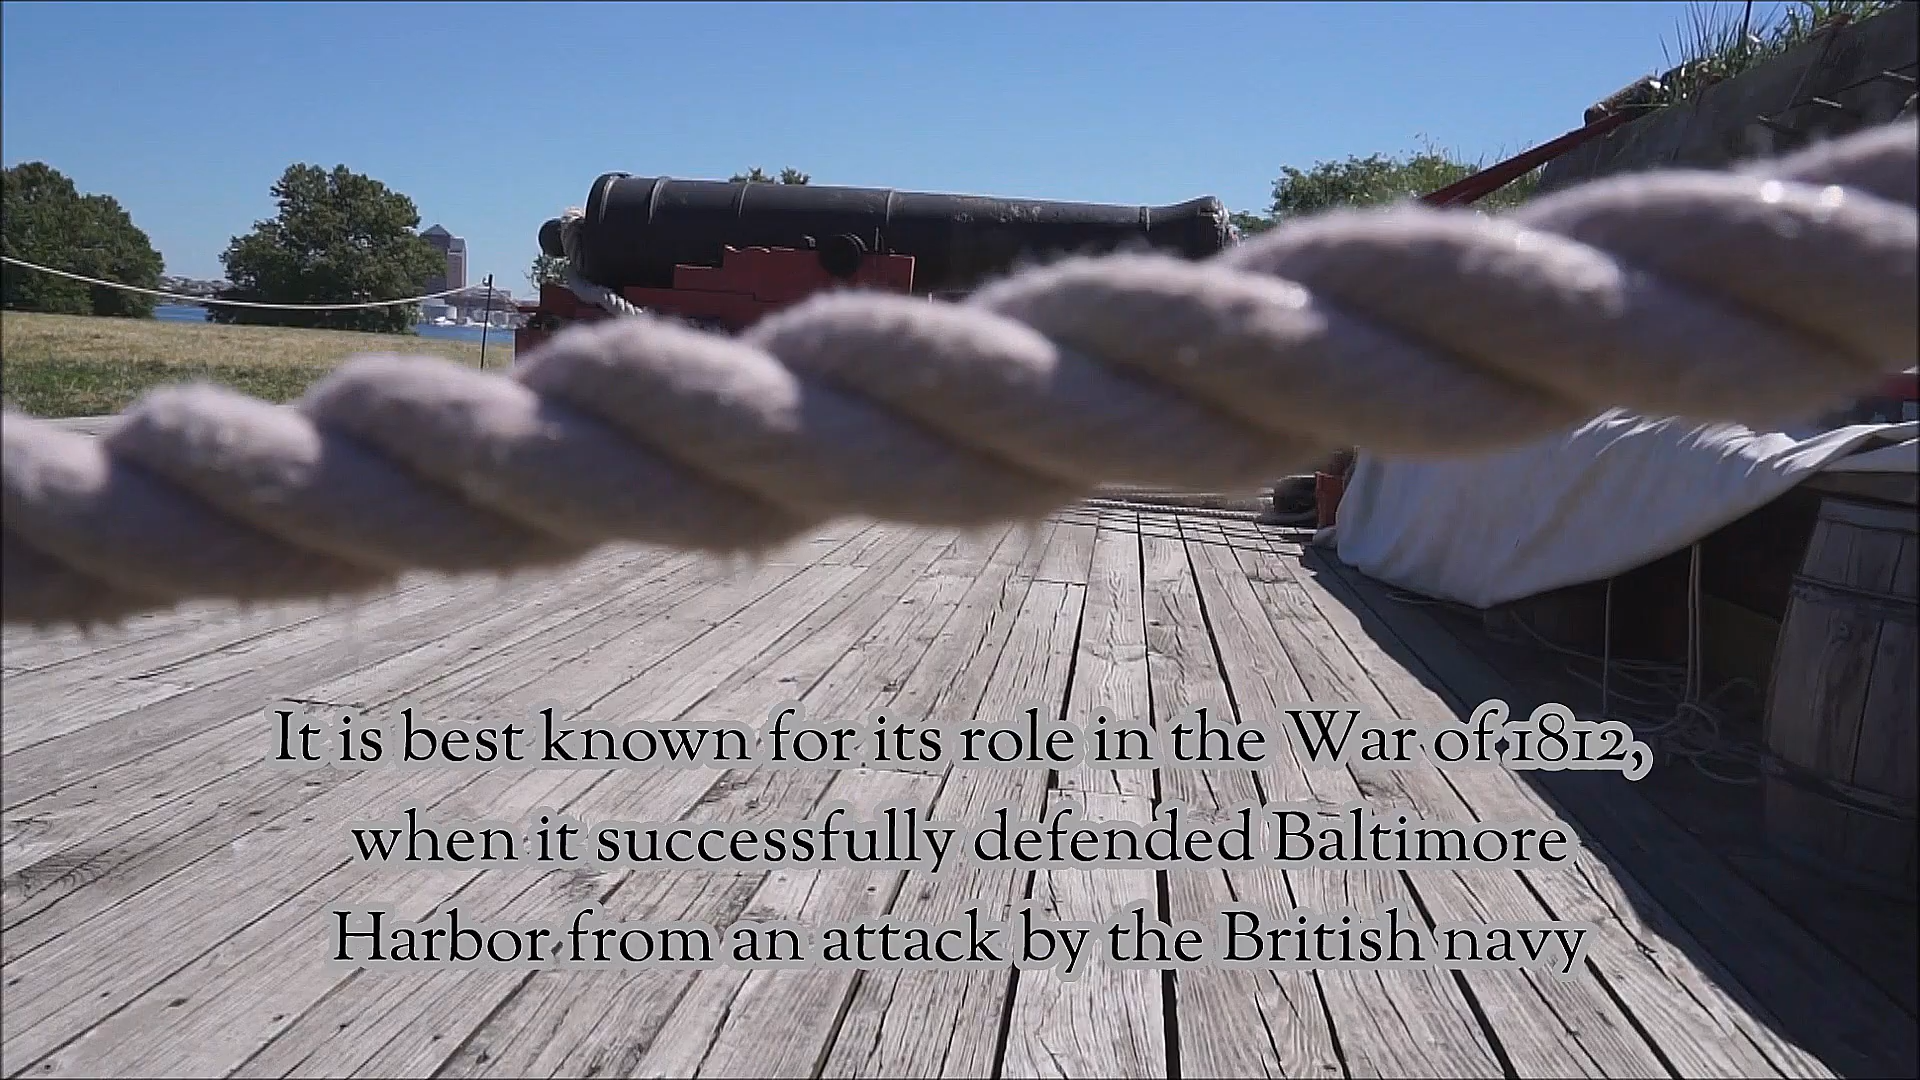 It is best known for its role in the War of 1812,
when it successfully defended Baltimore
Harbor from an attack by the British navy